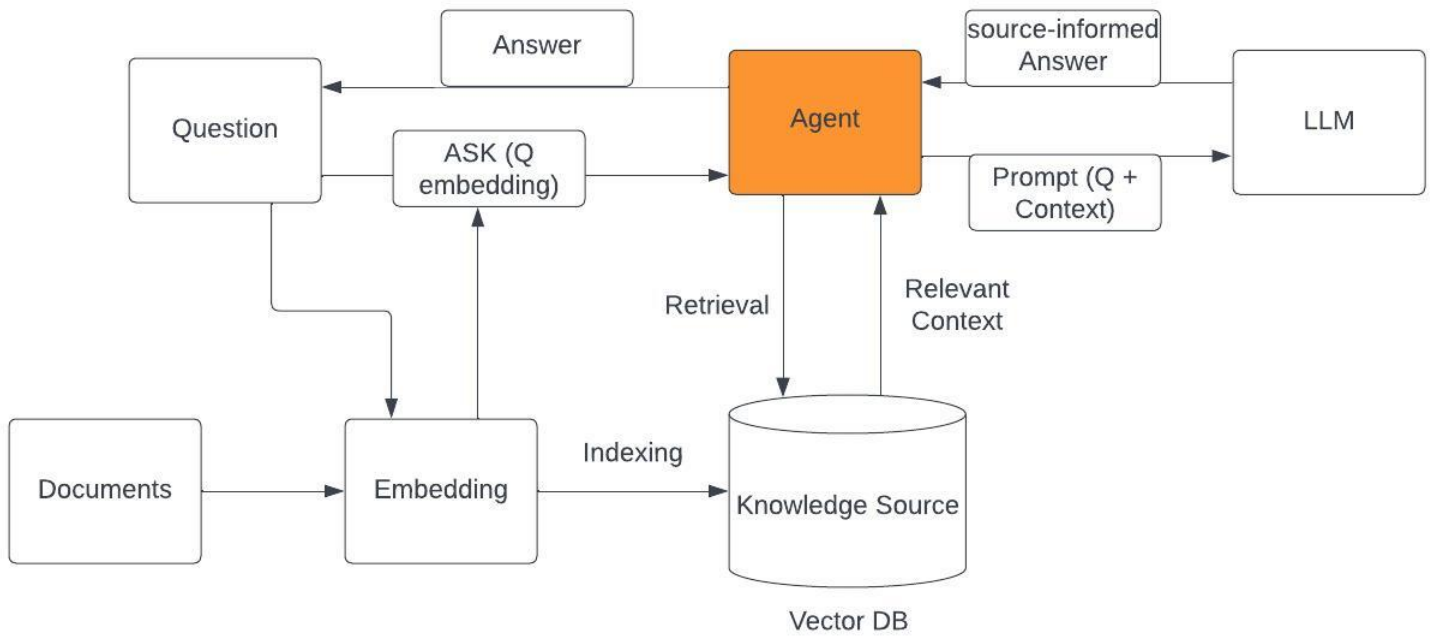 Answer
source-informed
Answer
Question
Agent
LLM
ASK (Q
embedding)
Prompt (Q +
Context)
Retrieval
Relevant
Context
Documents
Embedding
Indexing
Knowledge Source
Vector DB